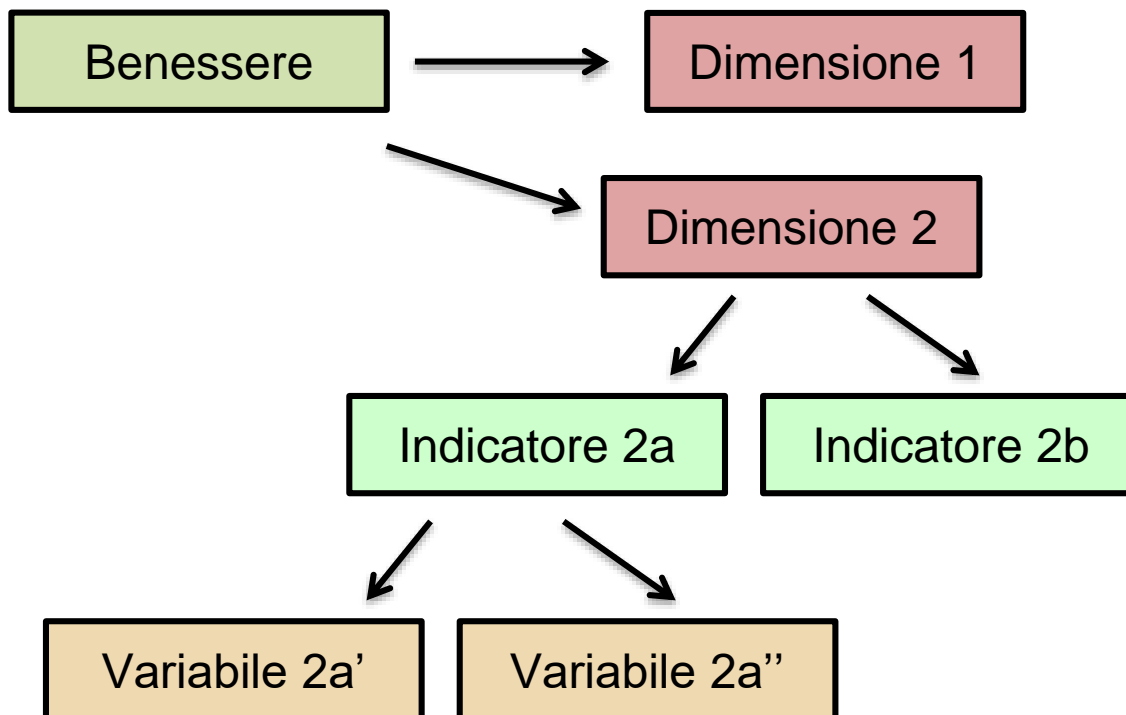 Benessere
Dimensione 1
Dimensione 2
Indicatore 2a
Indicatore 2b
Variabile 2a'
Variabile 2a''